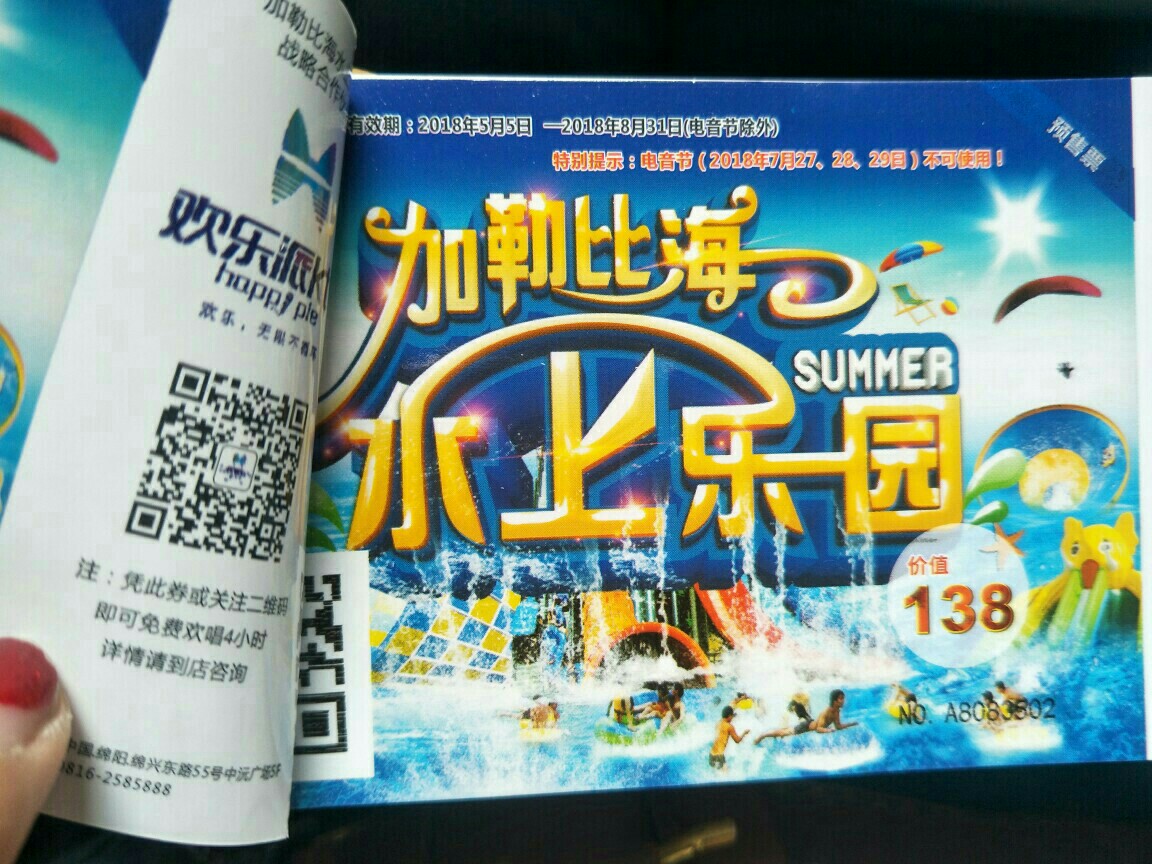 加勒比海水
战略合作
欢乐派K
happy ple
欢乐，无限不
注：凭此券或关注二维码
即可免费欢唱4小时
详情请到店咨询
中国.绵阳.绵兴东路55号中沅广场5F
0816-2585888
有效期：2018年5月5日 —2018年8月31日(电音节除外)
特别提示：电音节（2018年7月27、28、29日）不可使用！
预售票
加勒比海
水上乐园
SUMMER
价值
138
NO. A8083802